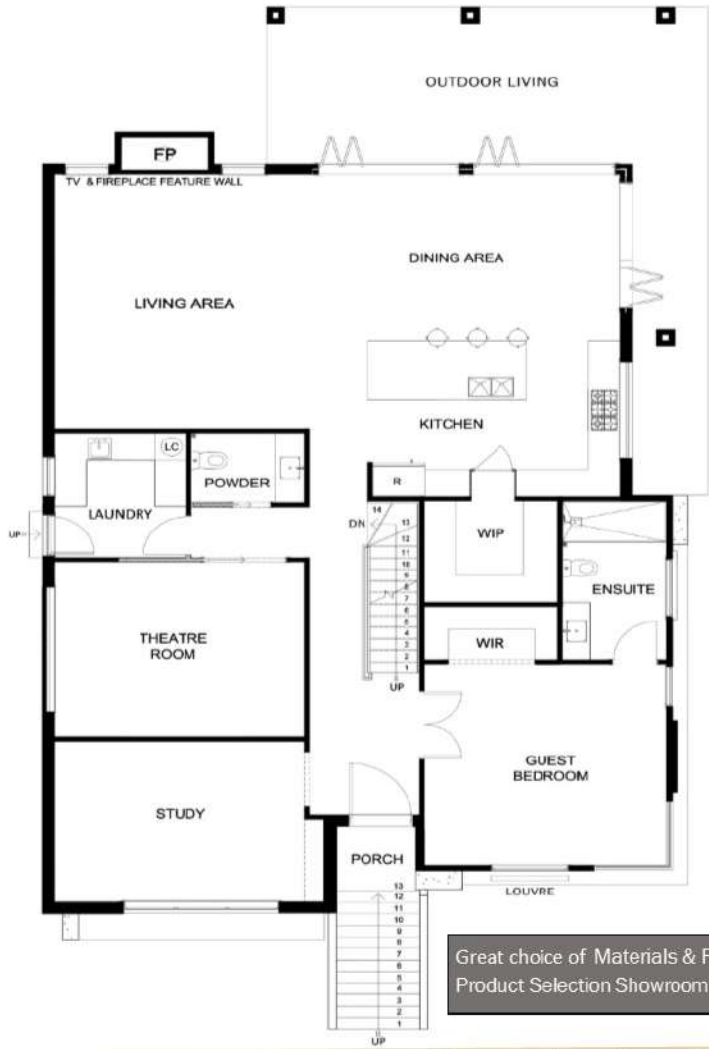 OUTDOOR LIVING
FP
TV & FIREPLACE FEATURE WALL
DINING AREA
LIVING AREA
KITCHEN
R
LC
POWDER
LAUNDRY
UP
DN
14
13
12
11
10
9
8
7
6
5
4
3
2
1
UP
WIP
ENSUITE
WIR
THEATRE
ROOM
GUEST
BEDROOM
STUDY
PORCH
LOUVRE
13
12
11
10
9
8
7
6
5
4
3
2
1
UP
Great choice of Materials & F
Product Selection Showroom